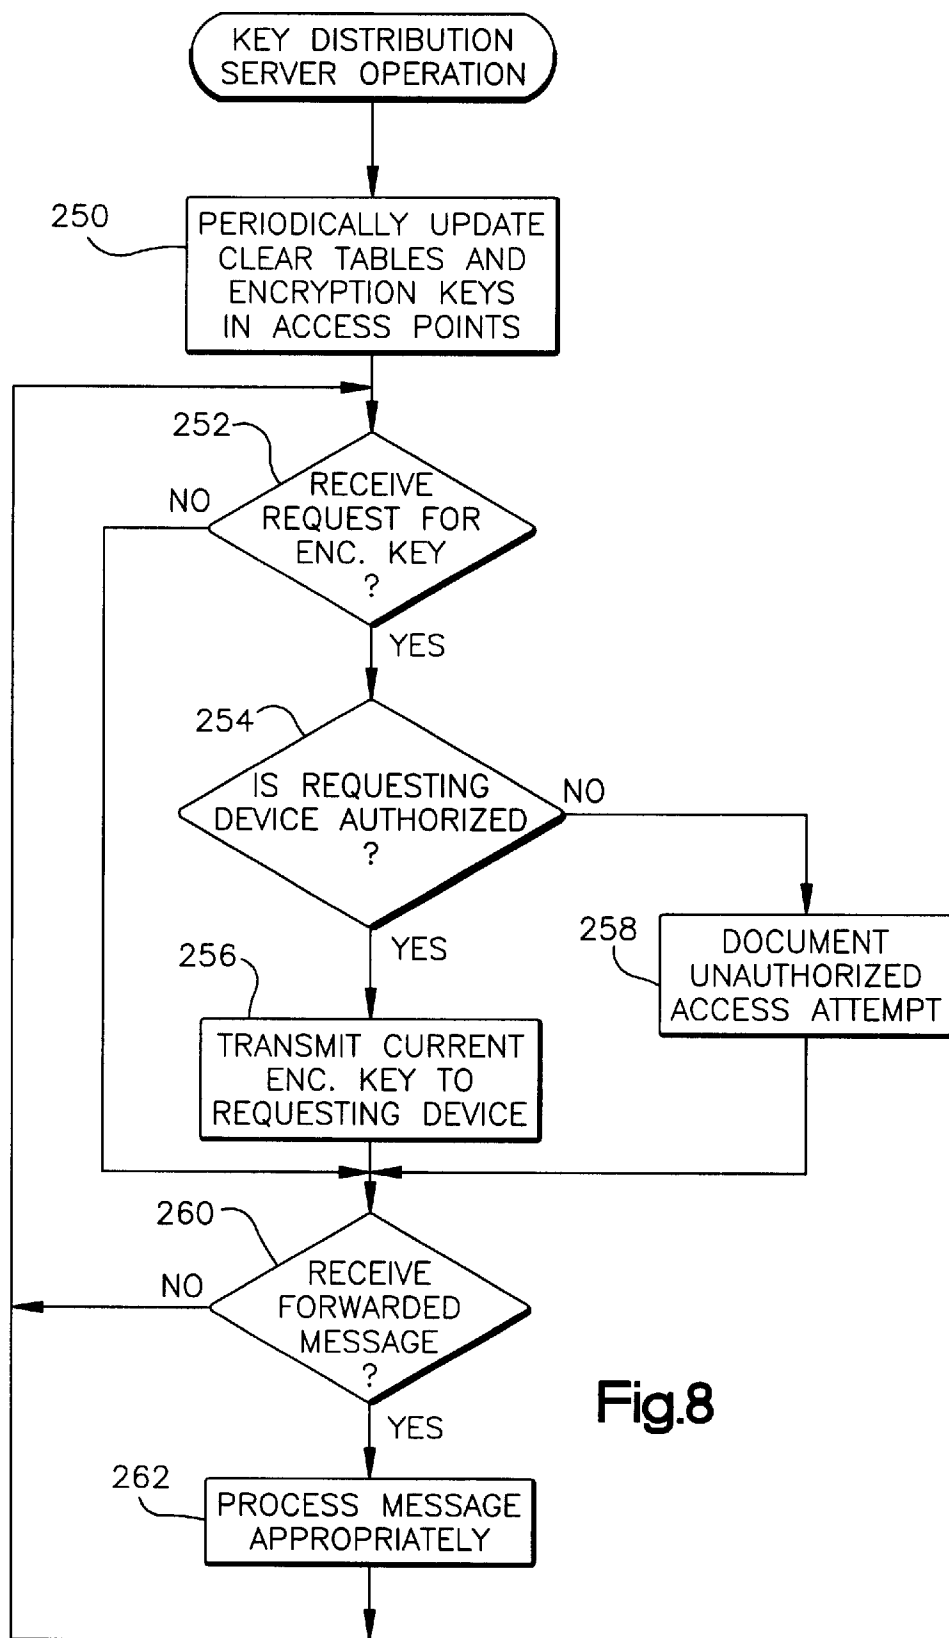 KEY DISTRIBUTION
SERVER OPERATION
250
PERIODICALLY UPDATE
CLEAR TABLES AND
ENCRYPTION KEYS
IN ACCESS POINTS
252
NO
RECEIVE
REQUEST FOR
ENC. KEY
?
YES
254
IS REQUESTING
DEVICE AUTHORIZED
?
NO
YES
256
TRANSMIT CURRENT
ENC. KEY TO
REQUESTING DEVICE
258
DOCUMENT
UNAUTHORIZED
ACCESS ATTEMPT
260
NO
RECEIVE
FORWARDED
MESSAGE
?
YES
Fig.8
262
PROCESS MESSAGE
APPROPRIATELY